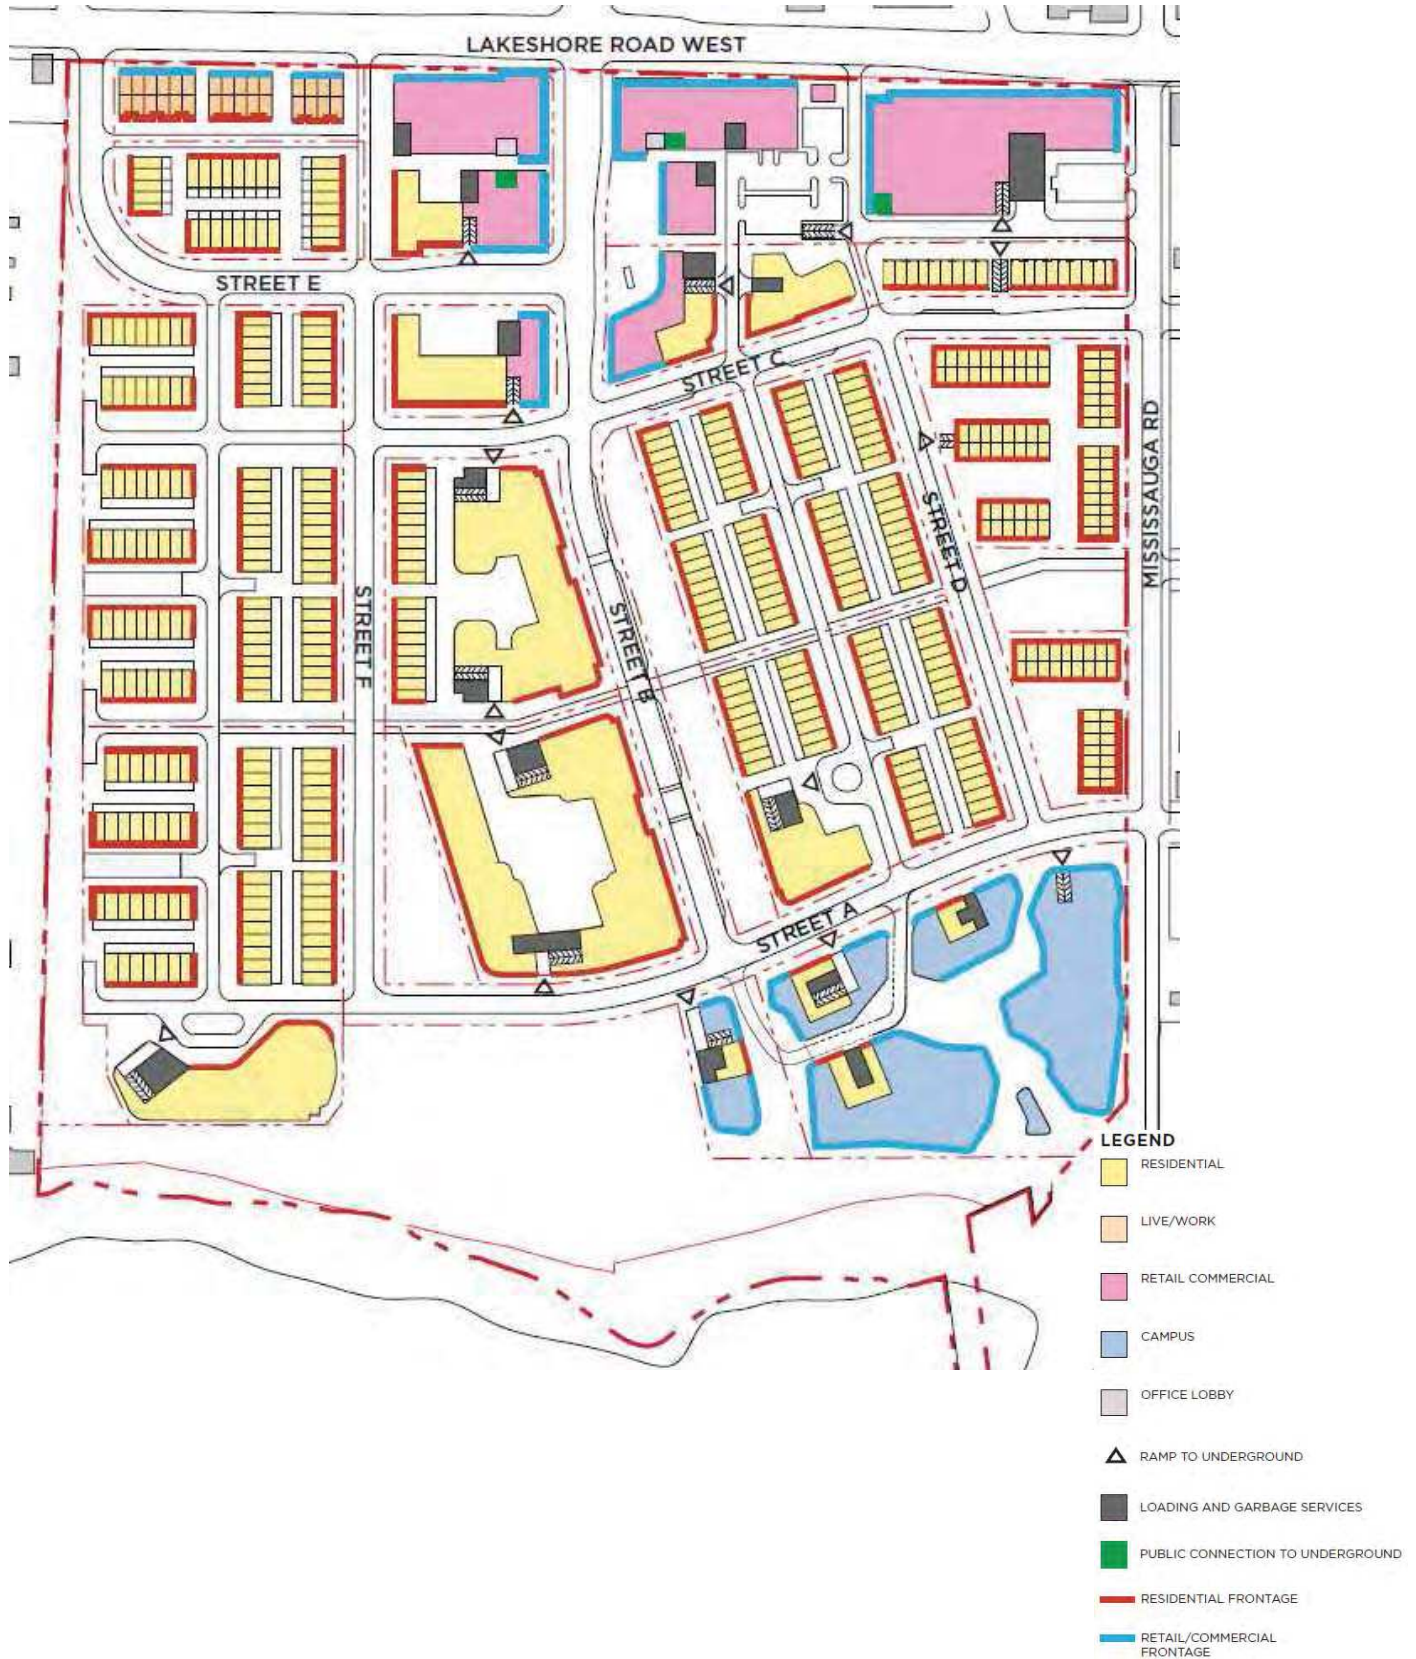 LAKESHORE ROAD WEST
STREET E
STREET C
MISSISSAUGA RD
STREET D
STREET F
STREET B
STREET A
LEGEND
RESIDENTIAL
LIVE/WORK
RETAIL COMMERCIAL
CAMPUS
OFFICE LOBBY
RAMP TO UNDERGROUND
LOADING AND GARBAGE SERVICES
PUBLIC CONNECTION TO UNDERGROUND
RESIDENTIAL FRONTAGE
RETAIL/COMMERCIAL
FRONTAGE